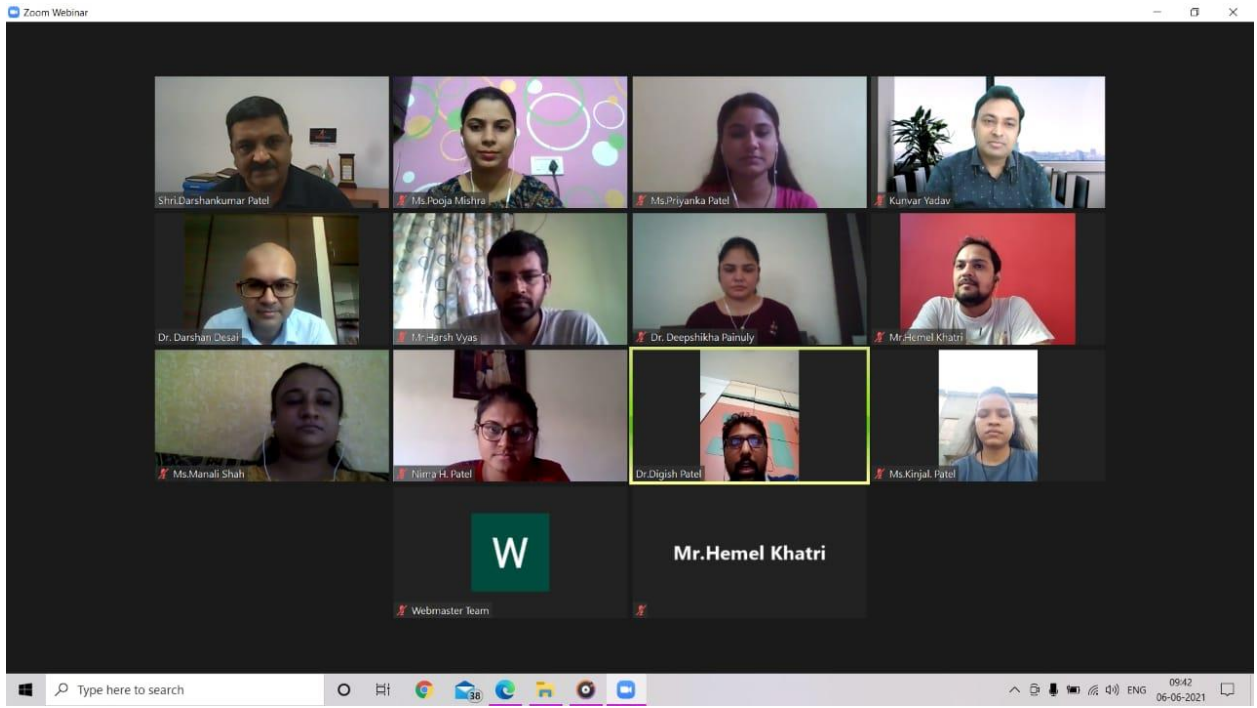 Zoom Webinar
Shri.Darshankumar Patel
Ms.Pooja Mishra
Ms.Priyanka Patel
Kunvar Yadav
Dr. Darshan Desai
Mr.Harsh Vyas
Dr. Deepshikha Painuly
Mr.Hemel Khatri
Ms.Manali Shah
Nimra H. Patel
Dr.Digish Patel
Ms.Kinjal. Patel
W
Webmaster Team
Mr.Hemel Khatri
Type here to search
38
ENG
09:42
06-06-2021